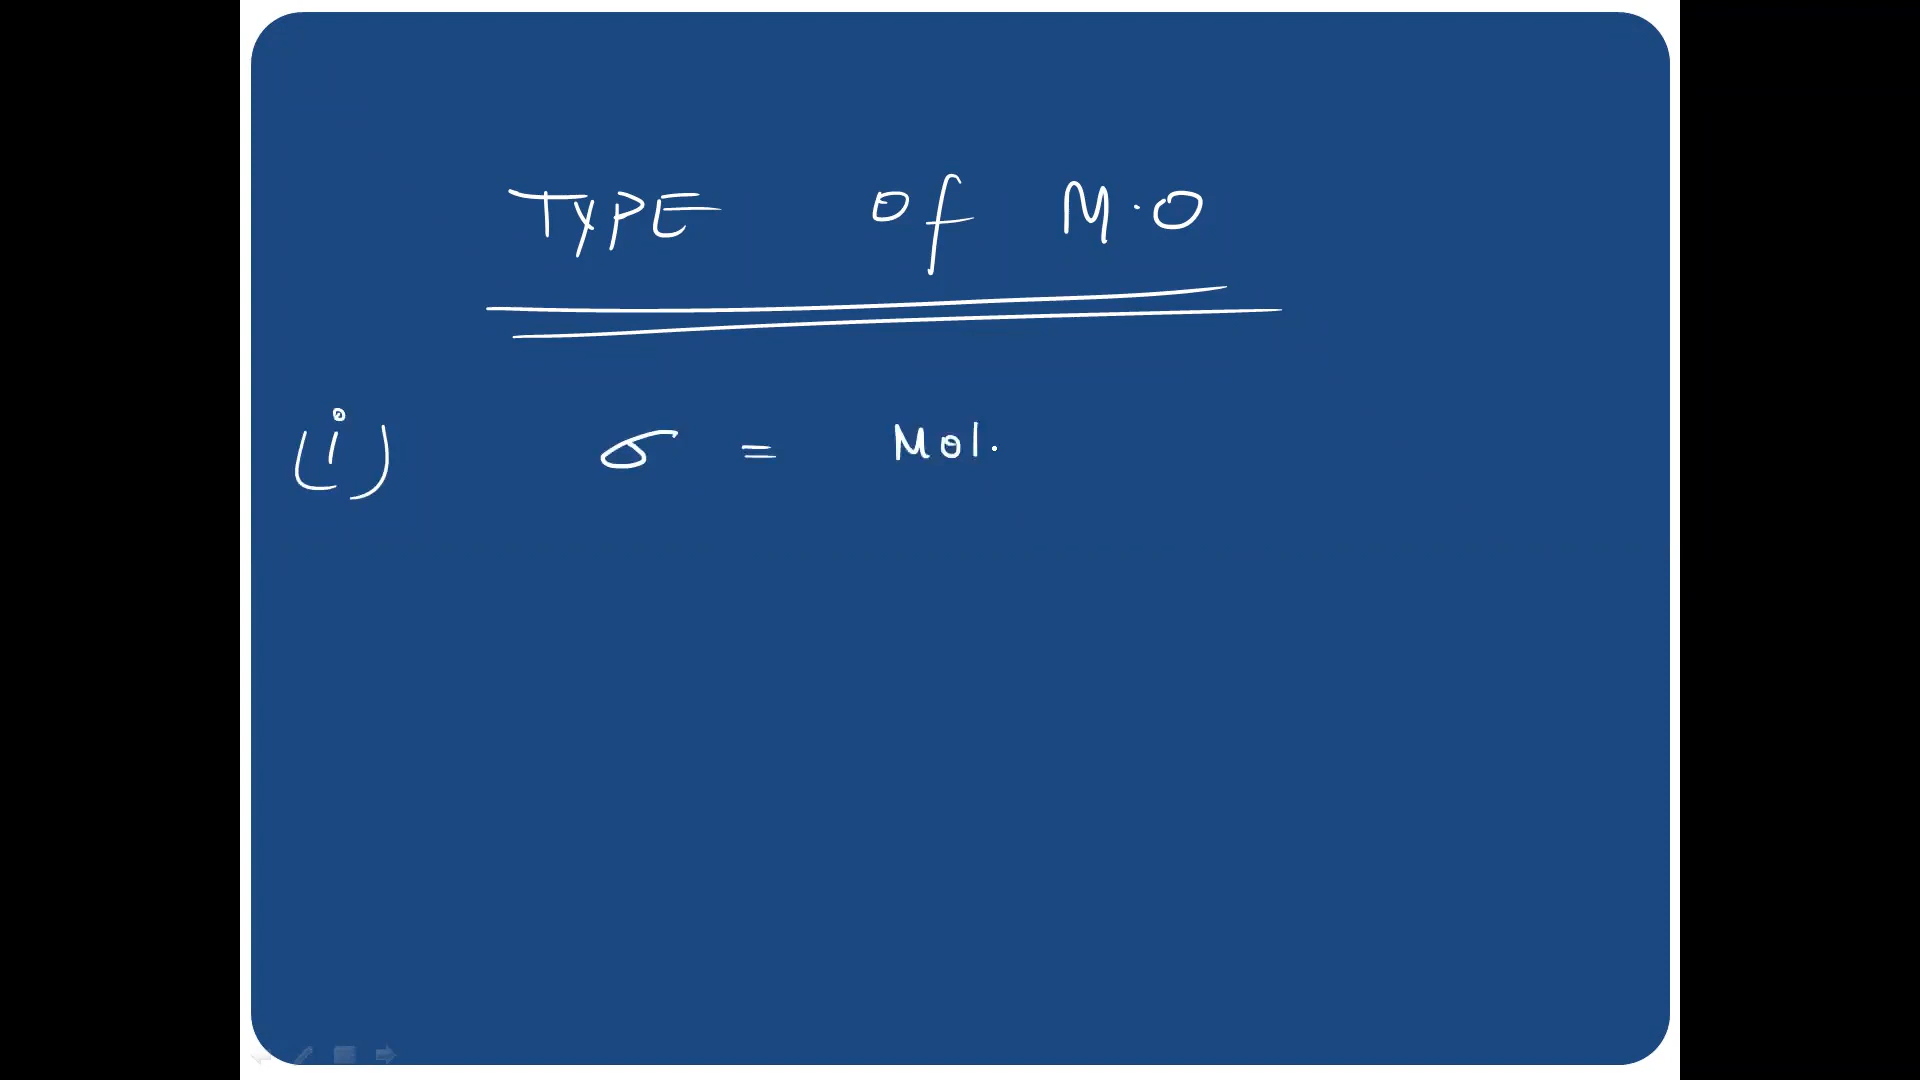 TYPE of M.O
(i) σ = Mol.